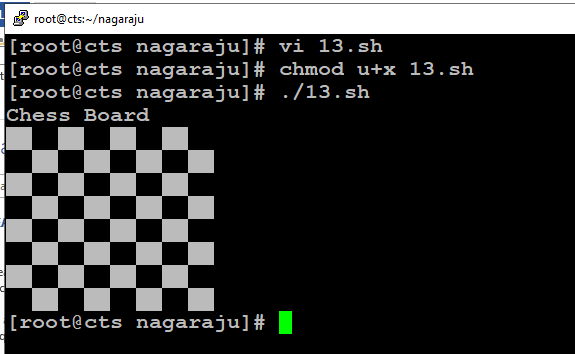 root@cts:~/nagaraju
[root@cts nagaraju]# vi 13.sh
[root@cts nagaraju]# chmod u+x 13.sh
[root@cts nagaraju]# ./13.sh
Chess Board
[root@cts nagaraju]#